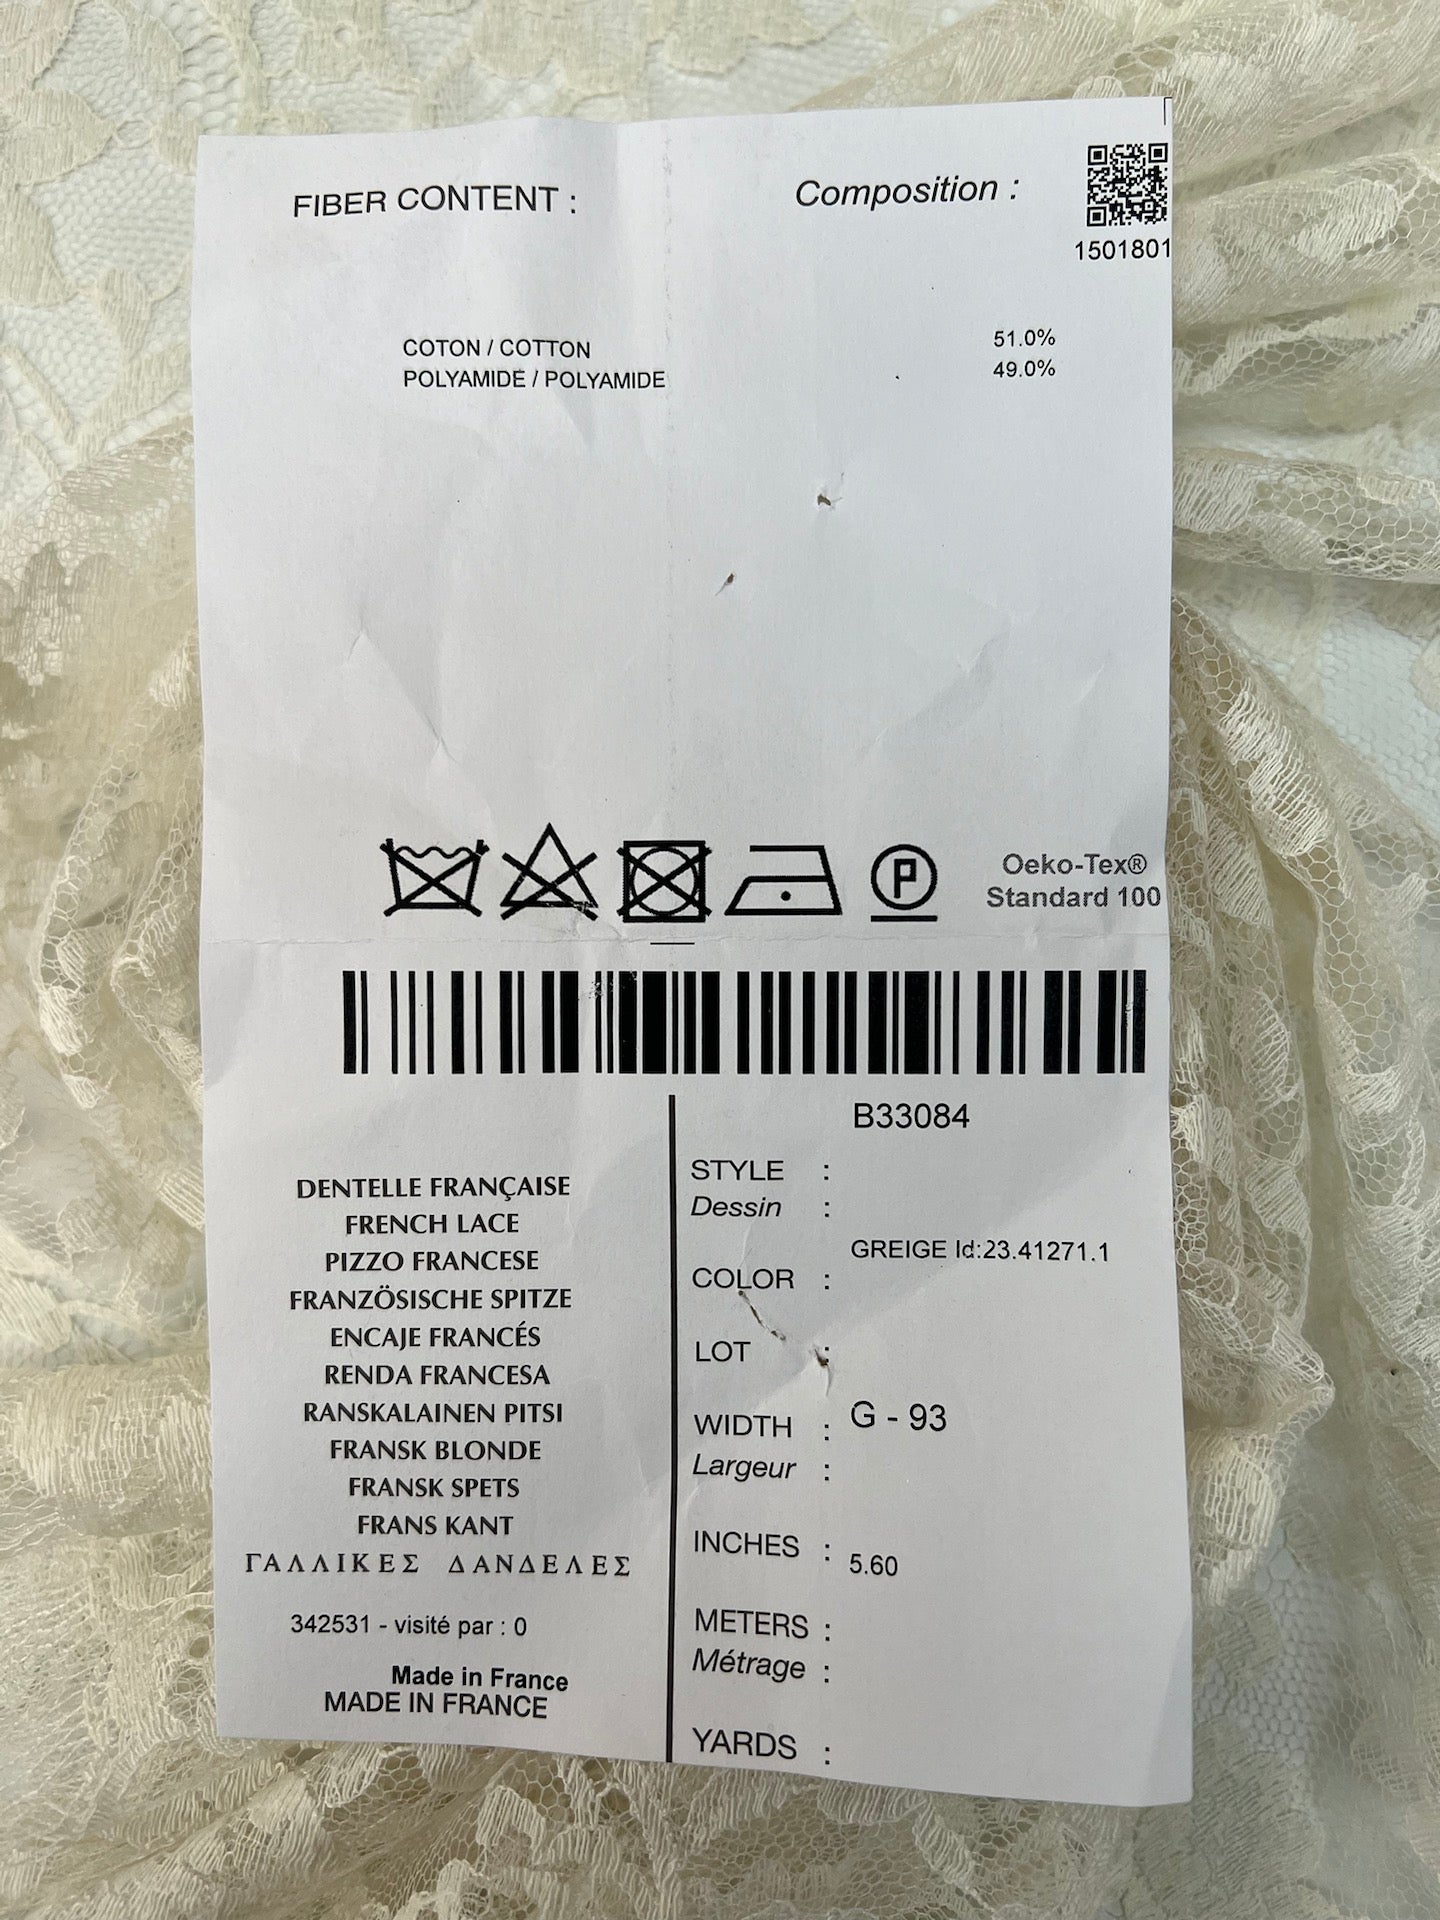 FIBER CONTENT :
Composition :
1501801
COTON / COTTON 51.0%
POLYAMIDE / POLYAMIDE 49.0%
P
Oeko-Tex®
Standard 100
B33084
DENTELLE FRANÇAISE
FRENCH LACE
PIZZO FRANCESE
FRANZÖSISCHE SPITZE
ENCAJE FRANCÉS
RENDA FRANCESA
RANSKALAINEN PITSI
FRANSK BLONDE
FRANSK SPETS
FRANS KANT
ΓΑΛΛΙΚΕΣ ΔΑΝΔΕΛΕΣ
342531 - visité par : 0
Made in France
MADE IN FRANCE
STYLE :
Dessin :
GREIGE Id:23.41271.1
COLOR :
LOT :
WIDTH : G - 93
Largeur :
INCHES : 5.60
METERS :
Métrage :
YARDS :